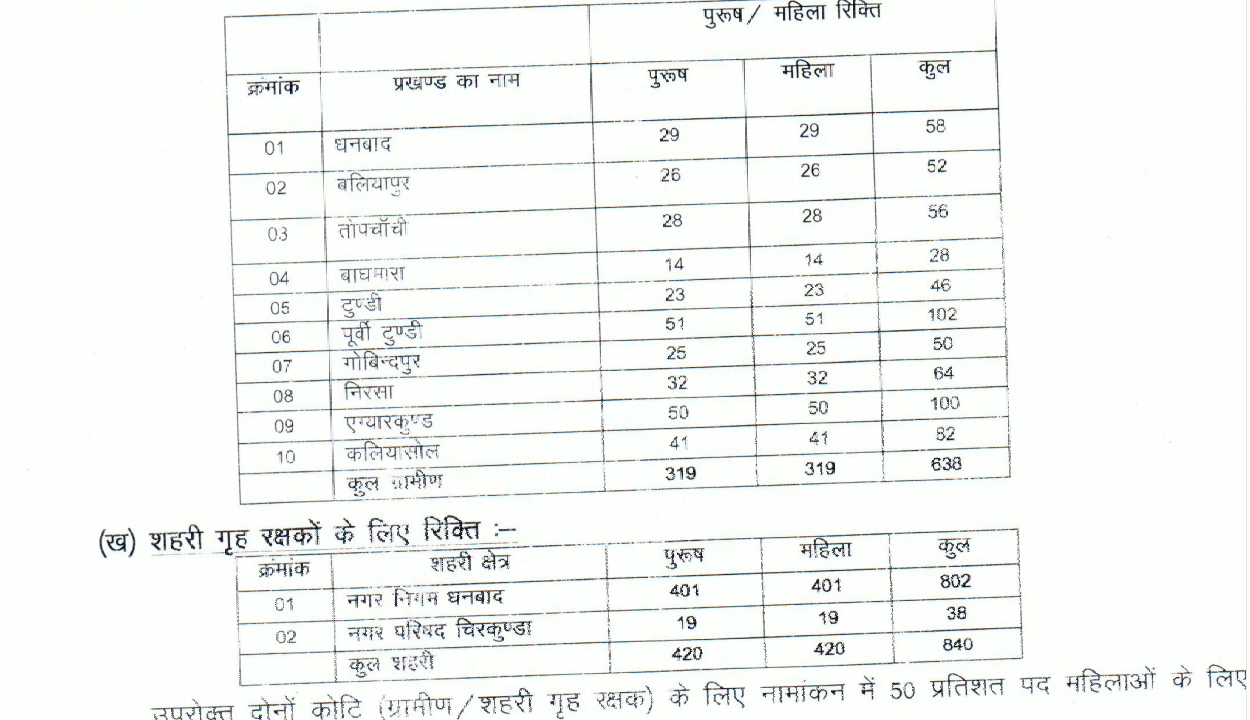 पुरूष/ महिला रिक्ति
क्रमांक प्रखण्ड का नाम पुरूष महिला कुल
01 धनबाद 29 29 58
02 बलियापुर 26 26 52
03 तोपचाँची 28 28 56
04 बाघमारा 14 14 28
05 टुण्डी 23 23 46
06 पूर्वी टुण्डी 51 51 102
07 गोबिन्दपुर 25 25 50
08 निरसा 32 32 64
09 एग्यारकुण्ड 50 50 100
10 कलियासोल 41 41 82
कुल ग्रामीण 319 319 638
(ख) शहरी गृह रक्षकों के लिए रिक्ति :–
क्रमांक शहरी क्षेत्र पुरूष महिला कुल
01 नगर निगम धनबाद 401 401 802
02 नगर परिषद चिरकुण्डा 19 19 38
कुल शहरी 420 420 840
उपरोक्त दोनों कोटि (ग्रामीण/शहरी गृह रक्षक) के लिए नामांकन में 50 प्रतिशत पद महिलाओं के लिए